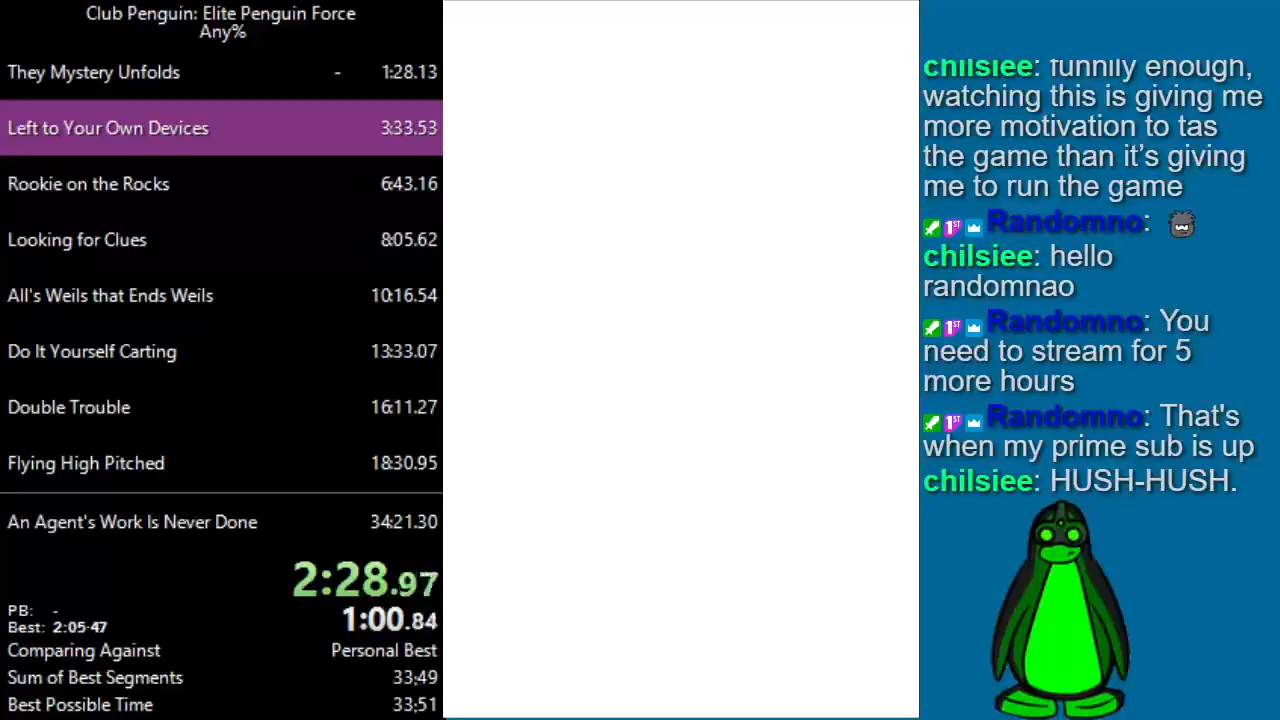 Club Penguin: Elite Penguin Force
Any%
They Mystery Unfolds - 1:28.13
Left to Your Own Devices 3:33.53
Rookie on the Rocks 6:43.16
Looking for Clues 8:05.62
All's Weils that Ends Weils 10:16.54
Do It Yourself Carting 13:33.07
Double Trouble 16:11.27
Flying High Pitched 18:30.95
An Agent's Work Is Never Done 34:21.30
2:28.97
PB: -
Best: 2:05.47
1:00.84
Comparing Against Personal Best
Sum of Best Segments 33:49
Best Possible Time 33:51
chilsiee: funnily enough,
watching this is giving me
more motivation to tas
the game than it’s giving
me to run the game
1ST Randomno:
chilsiee: hello
randomnao
1ST Randomno: You
need to stream for 5
more hours
1ST Randomno: That's
when my prime sub is up
chilsiee: HUSH-HUSH.